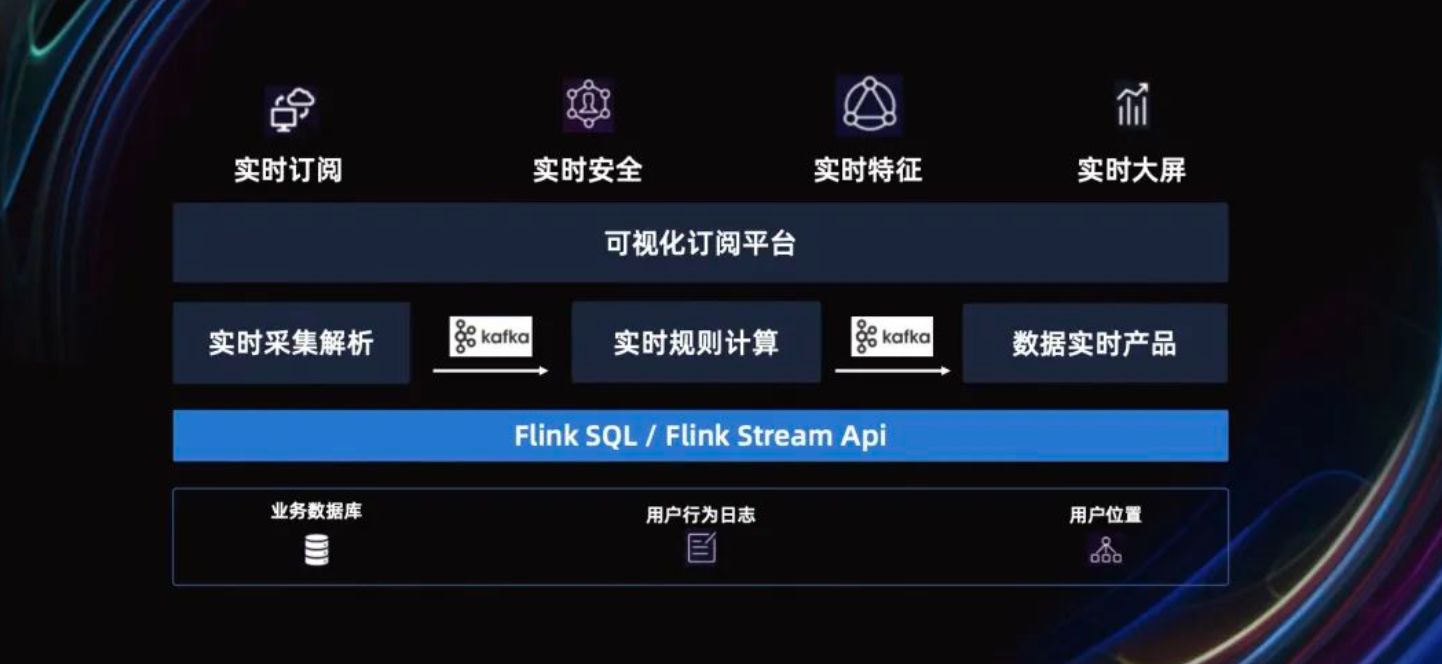 实时订阅
实时安全
实时特征
实时大屏
可视化订阅平台
实时采集解析
kafka
实时规则计算
kafka
数据实时产品
Flink SQL / Flink Stream Api
业务数据库
用户行为日志
用户位置